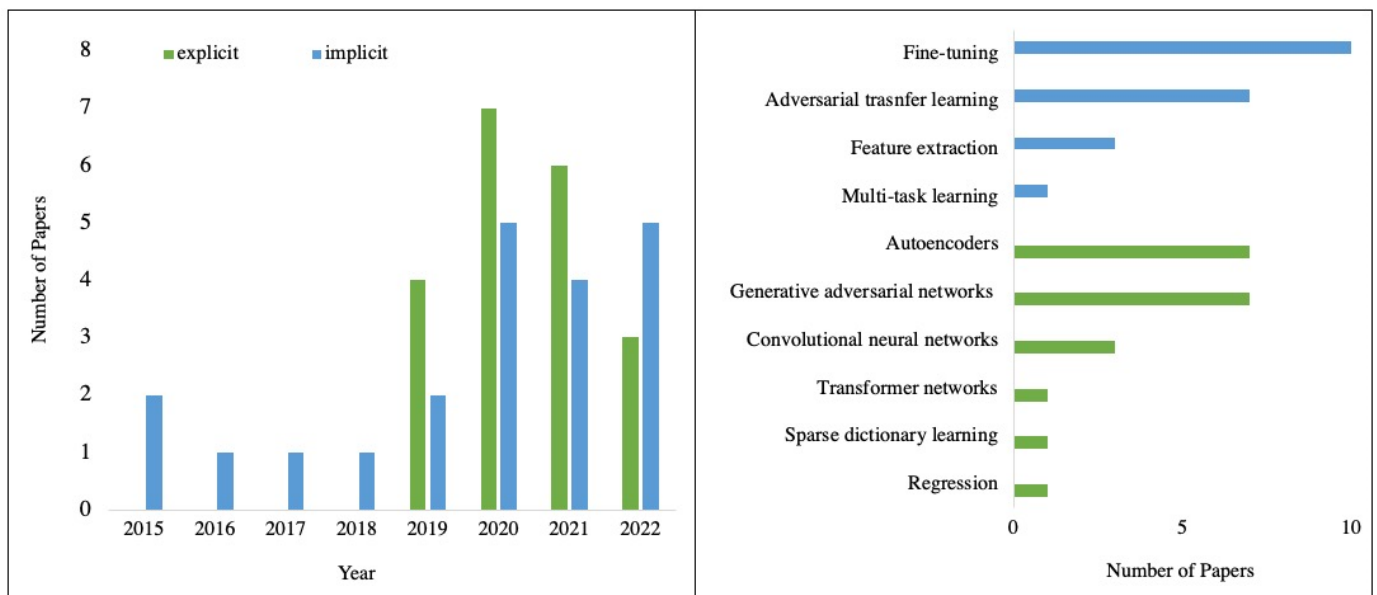 8
explicit
implicit
7
6
5
4
3
2
1
0
Number of Papers
2015 2016 2017 2018 2019 2020 2021 2022
Year
Fine-tuning
Adversarial trasnfer learning
Feature extraction
Multi-task learning
Autoencoders
Generative adversarial networks
Convolutional neural networks
Transformer networks
Sparse dictionary learning
Regression
0 5 10
Number of Papers